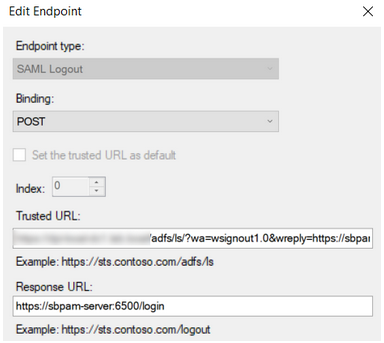 Edit Endpoint
Endpoint type:
SAML Logout
Binding:
POST
Set the trusted URL as default
Index:
0
Trusted URL:
/adfs/ls/?wa=wsignout1.0&wreply=https://sbpar
Example: https://sts.contoso.com/adfs/ls
Response URL:
https://sbpam-server:6500/login
Example: https://sts.contoso.com/logout